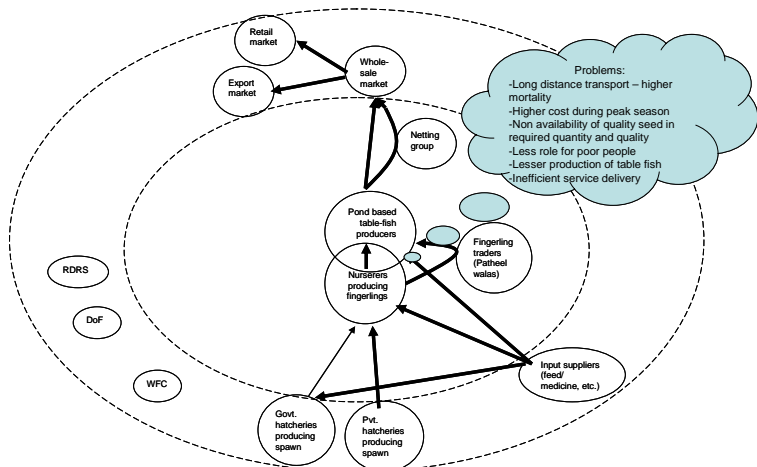 Retail
market
Whole-
sale
market
Export
market
Problems:
-Long distance transport – higher
mortality
-Higher cost during peak season
-Non availability of quality seed in
required quantity and quality
-Less role for poor people
-Lesser production of table fish
-Inefficient service delivery
Netting
group
Pond based
table-fish
producers
Fingerling
traders
(Patheel
walas)
Nurserers
producing
fingerlings
RDRS
DoF
WFC
Input suppliers
(feed/
medicine, etc.)
Govt.
hatcheries
producing
spawn
Pvt.
hatcheries
producing
spawn